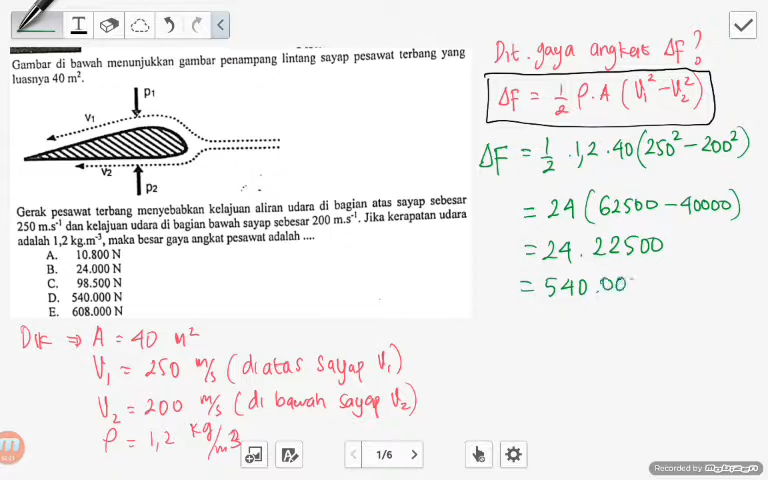 Gambar di bawah menunjukkan gambar penampang lintang sayap pesawat terbang yang
luasnya 40 m².
P1
V1
V2
P2
Gerak pesawat terbang menyebabkan kelajuan aliran udara di bagian atas sayap sebesar
250 m.s⁻¹ dan kelajuan udara di bagian bawah sayap sebesar 200 m.s⁻¹. Jika kerapatan udara
adalah 1,2 kg.m⁻³, maka besar gaya angkat pesawat adalah ....
A. 10.800 N
B. 24.000 N
C. 98.500 N
D. 540.000 N
E. 608.000 N
Dik ⇒ A = 40 m²
V₁ = 250 m/s (di atas sayap V₁)
V₂ = 200 m/s (di bawah sayap V₂)
ρ = 1,2 kg/m³
Dit. gaya angkat ΔF ?
ΔF = ½ ρ.A (V₁² - V₂²)
ΔF = ½ .1,2 . 40 (250² - 200²)
= 24 (62500 - 40000)
= 24 . 22500
= 540.00
1/6
Recorded by